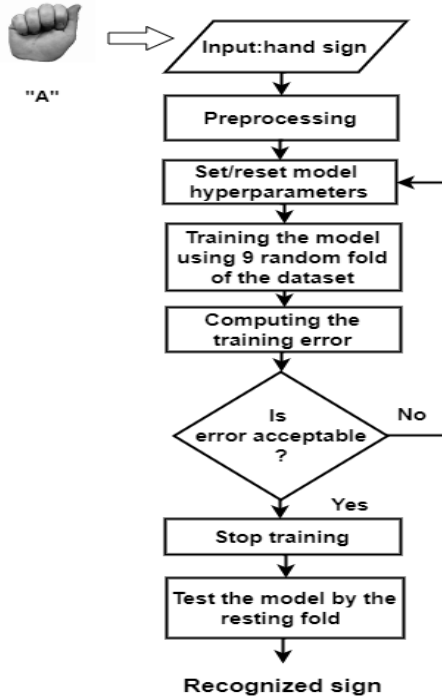 Input:hand sign
"A"
Preprocessing
Set/reset model
hyperparameters
Training the model
using 9 random fold
of the dataset
Computing the
training error
Is
error acceptable
?
No
Yes
Stop training
Test the model by the
resting fold
Recognized sign